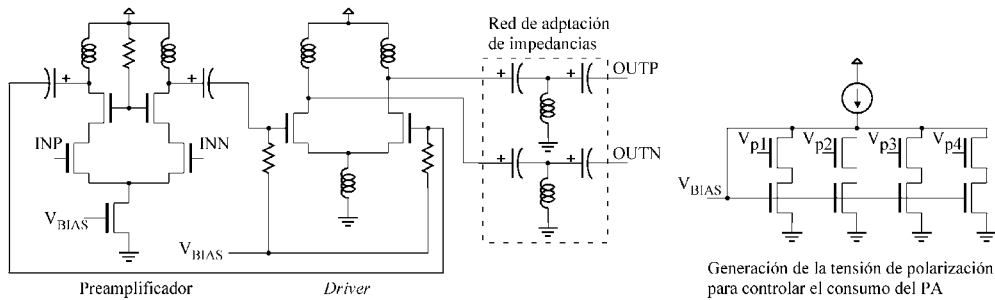 Red de adptación
de impedancias
OUTP
INP
INN
OUTN
V_BIAS
V_BIAS
Preamplificador
Driver
V_p1
V_p2
V_p3
V_p4
V_BIAS
Generación de la tensión de polarización
para controlar el consumo del PA